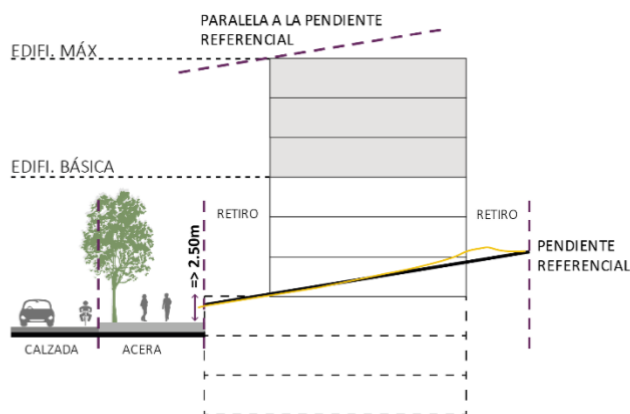 PARALELA A LA PENDIENTE
REFERENCIAL
EDIFI. MÁX
EDIFI. BÁSICA
RETIRO
=> 2.50m
RETIRO
PENDIENTE
REFERENCIAL
CALZADA
ACERA